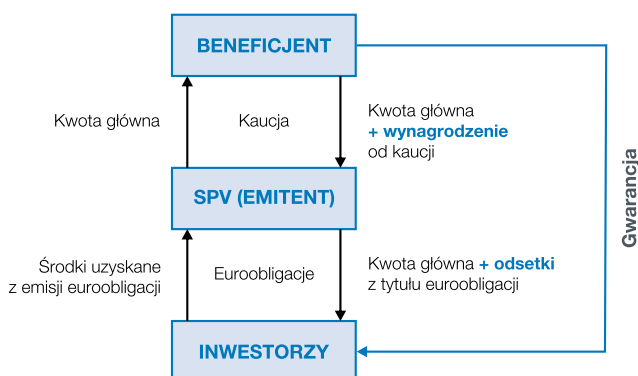 BENEFICJENT
Kwota główna
Kaucja
Kwota główna
+ wynagrodzenie
od kaucji
SPV (EMITENT)
Środki uzyskane
z emisji euroobligacji
Euroobligacje
Kwota główna + odsetki
z tytułu euroobligacji
INWESTORZY
Gwarancja